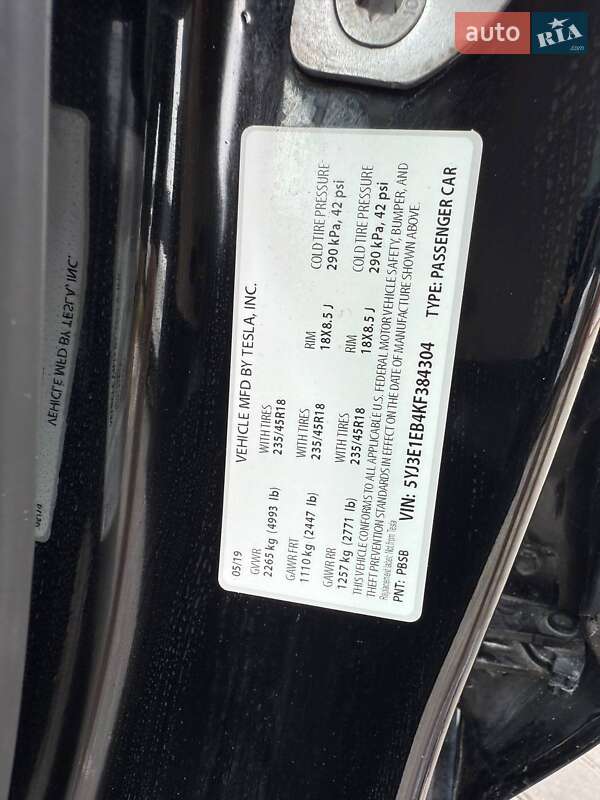 auto RIA.com
VEHICLE MFD BY TESLA, INC.
05/19
GVWR WITH TIRES RIM COLD TIRE PRESSURE
2265 kg (4993 lb) 235/45R18 18X8.5 J 290 kPa, 42 psi
GAWR FRT WITH TIRES RIM COLD TIRE PRESSURE
1110 kg (2447 lb) 235/45R18 18X8.5 J 290 kPa, 42 psi
GAWR RR WITH TIRES
1257 kg (2771 lb) 235/45R18
THIS VEHICLE CONFORMS TO ALL APPLICABLE U.S. FEDERAL MOTOR VEHICLE SAFETY, BUMPER, AND
THEFT PREVENTION STANDARDS IN EFFECT ON THE DATE OF MANUFACTURE SHOWN ABOVE.
VIN: 5YJ3E1EB4KF384304 TYPE: PASSENGER CAR
PNT: PBSB
VEHICLE MFD BY TESLA, INC.